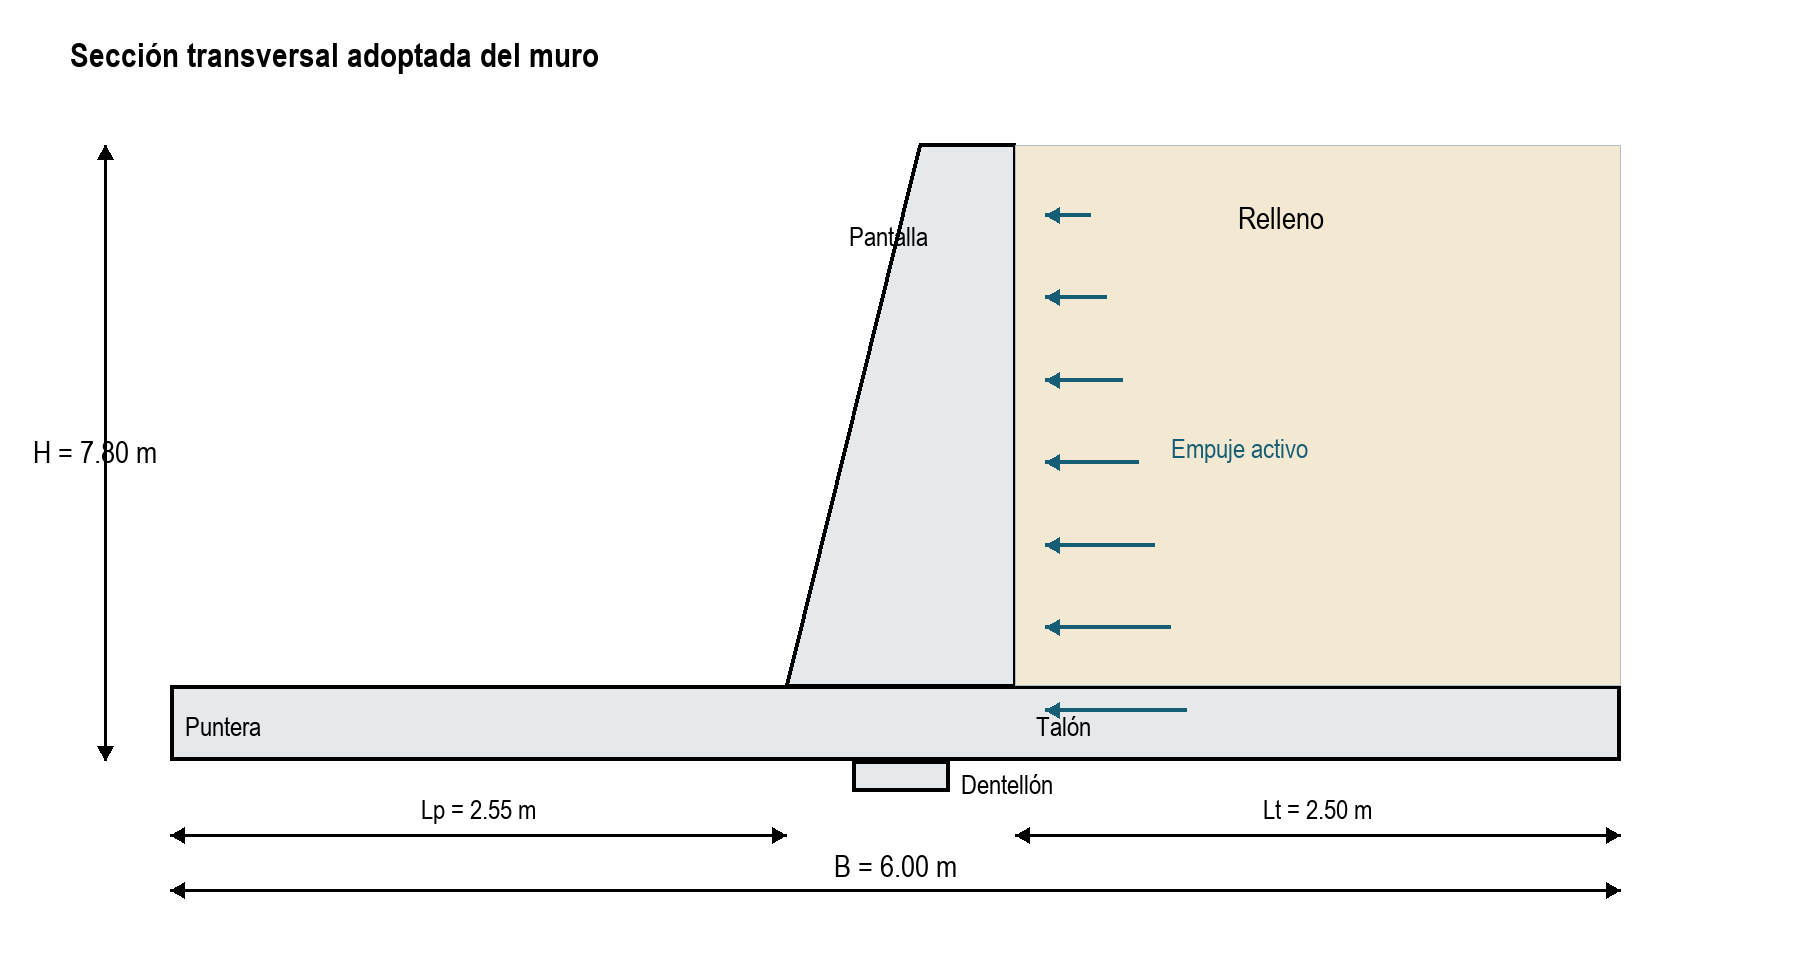 Sección transversal adoptada del muro
Relleno
Pantalla
Empuje activo
H = 7.80 m
Puntera
Talón
Dentellón
Lp = 2.55 m
Lt = 2.50 m
B = 6.00 m